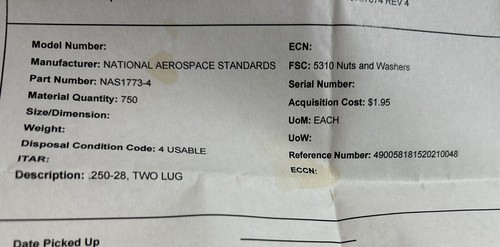 REV 4
Model Number:
Manufacturer: NATIONAL AEROSPACE STANDARDS
Part Number: NAS1773-4
Material Quantity: 750
Size/Dimension:
Weight:
Disposal Condition Code: 4 USABLE
ITAR:
Description: .250-28, TWO LUG
ECN:
FSC: 5310 Nuts and Washers
Serial Number:
Acquisition Cost: $1.95
UoM: EACH
UoW:
Reference Number: 490058181520210048
ECCN:
Date Picked Up